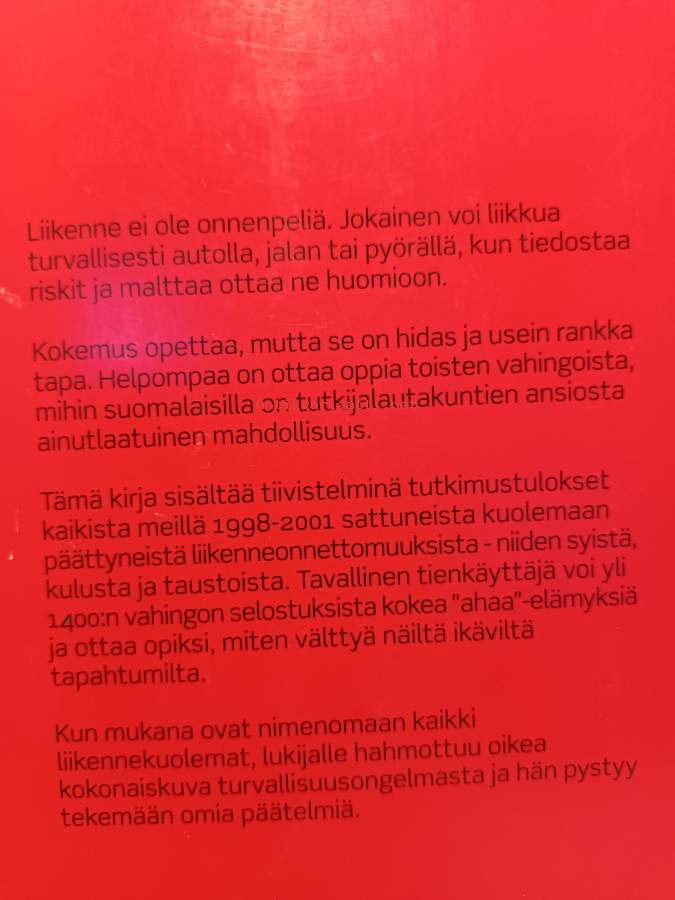 Liikenne ei ole onnenpeliä. Jokainen voi liikkua
turvallisesti autolla, jalan tai pyörällä, kun tiedostaa
riskit ja malttaa ottaa ne huomioon.
Kokemus opettaa, mutta se on hidas ja usein rankka
tapa. Helpompaa on ottaa oppia toisten vahingoista,
mihin suomalaisilla on tutkijalautakuntien ansiosta
ainutlaatuinen mahdollisuus.
Tämä kirja sisältää tiivistelminä tutkimustulokset
kaikista meillä 1998-2001 sattuneista kuolemaan
päättyneistä liikenneonnettomuuksista - niiden syistä,
kulusta ja taustoista. Tavallinen tienkäyttäjä voi yli
1400:n vahingon selostuksista kokea "ahaa"-elämyksiä
ja ottaa opiksi, miten välttyä näiltä ikäviltä
tapahtumilta.
Kun mukana ovat nimenomaan kaikki
liikennekuolemat, lukijalle hahmottuu oikea
kokonaiskuva turvallisuusongelmasta ja hän pystyy
tekemään omia päätelmiä.